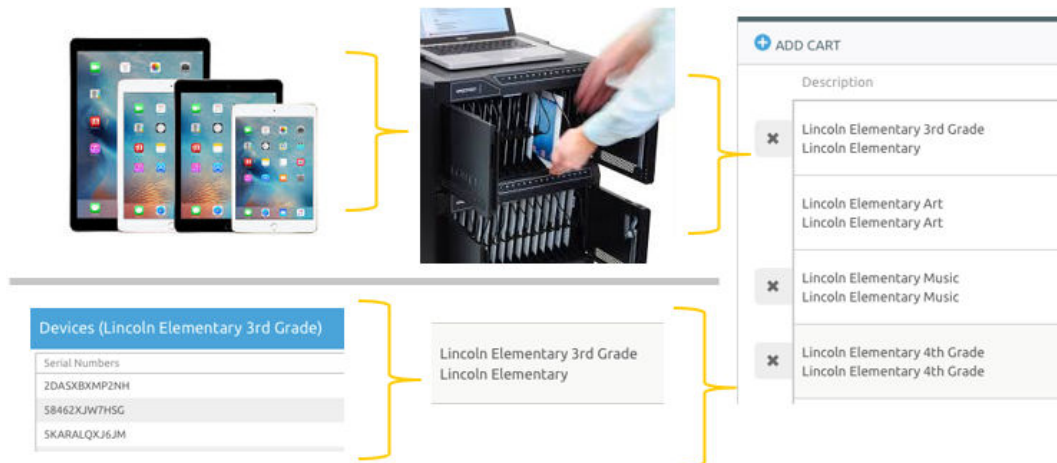 ADD CART
Description
Lincoln Elementary 3rd Grade
Lincoln Elementary
Lincoln Elementary Art
Lincoln Elementary Art
Lincoln Elementary Music
Lincoln Elementary Music
Lincoln Elementary 4th Grade
Lincoln Elementary 4th Grade
Devices (Lincoln Elementary 3rd Grade)
Serial Numbers
2DASXBXMP2NH
58462XJW7HSG
SKARALQXJ6JM
Lincoln Elementary 3rd Grade
Lincoln Elementary